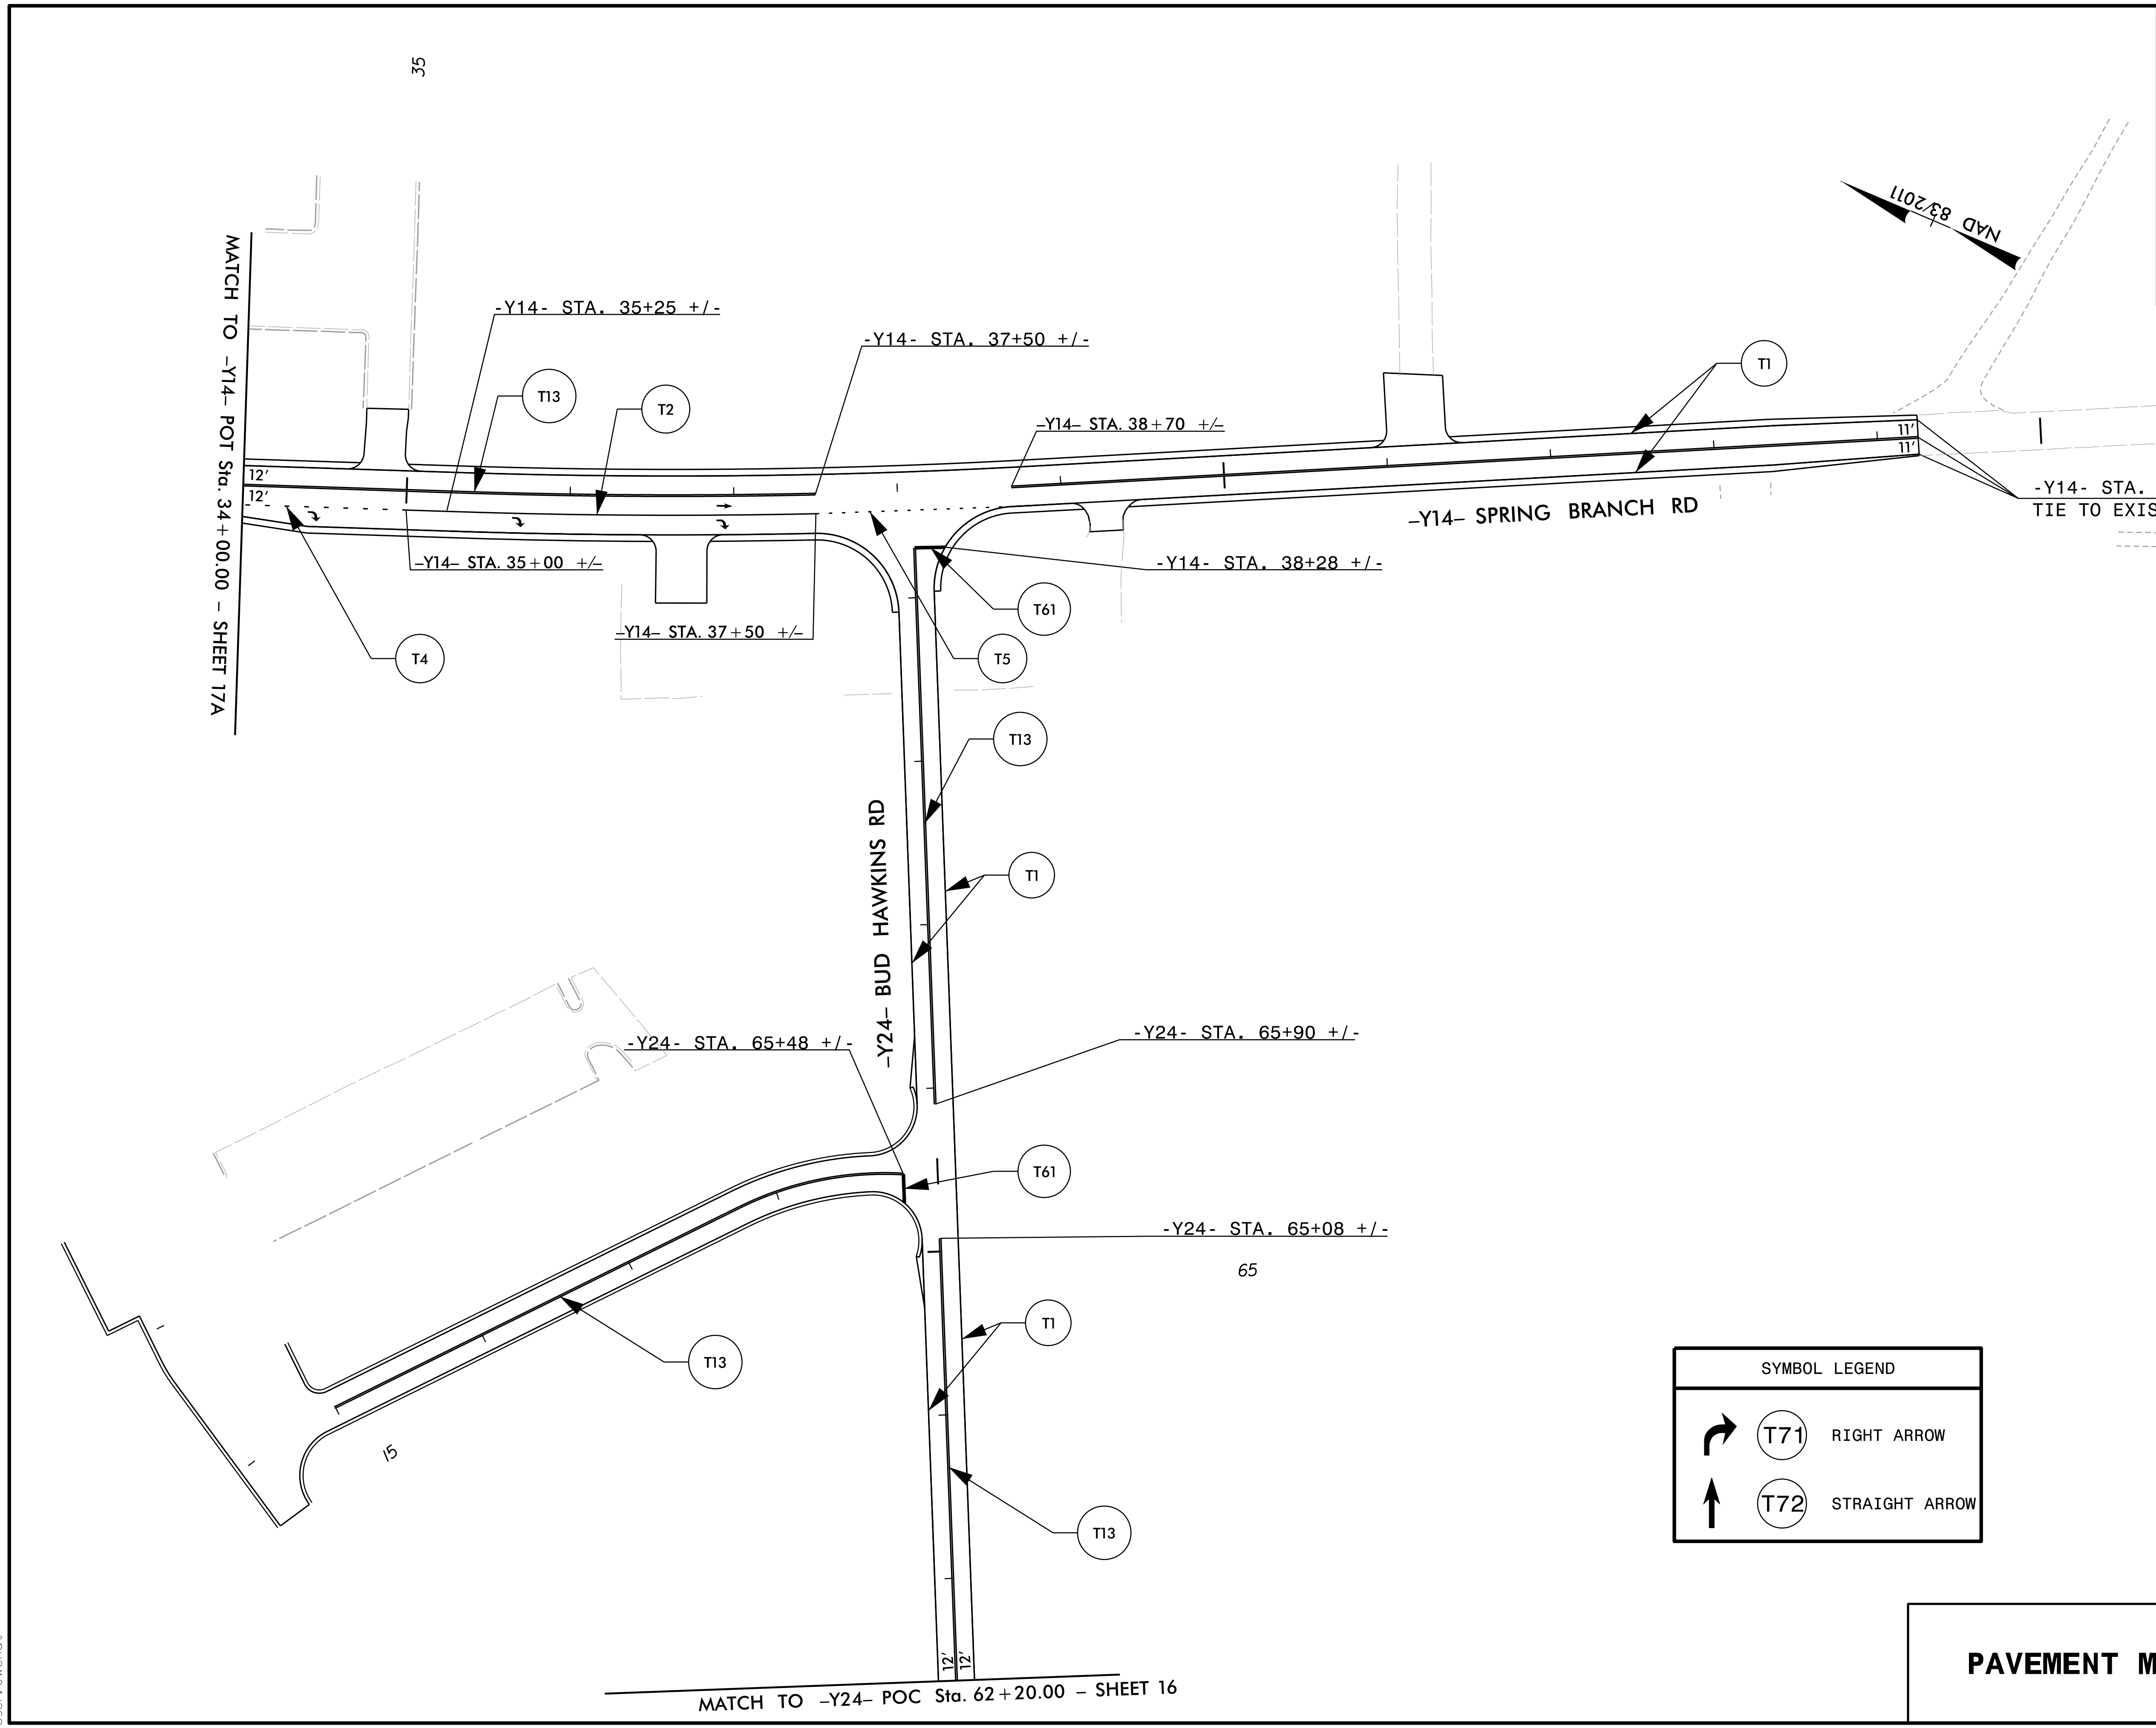 35
NAD 83/2011
MATCH TO -Y14- POT Sta. 34+00.00 - SHEET 17A
-Y14- STA. 35+25 +/-
-Y14- STA. 37+50 +/-
T1
T13
T2
-Y14- STA. 38+70 +/-
11'
11'
12'
12'
-Y14- STA.
TIE TO EXIS
-Y14- SPRING BRANCH RD
-Y14- STA. 35+00 +/-
-Y14- STA. 38+28 +/-
T61
-Y14- STA. 37+50 +/-
T4
T5
T13
-Y24- BUD HAWKINS RD
T1
-Y24- STA. 65+48 +/-
-Y24- STA. 65+90 +/-
T61
-Y24- STA. 65+08 +/-
65
T1
T13
15
T13
SYMBOL LEGEND
T71 RIGHT ARROW
T72 STRAIGHT ARROW
12'
12'
MATCH TO -Y24- POC Sta. 62+20.00 - SHEET 16
PAVEMENT M